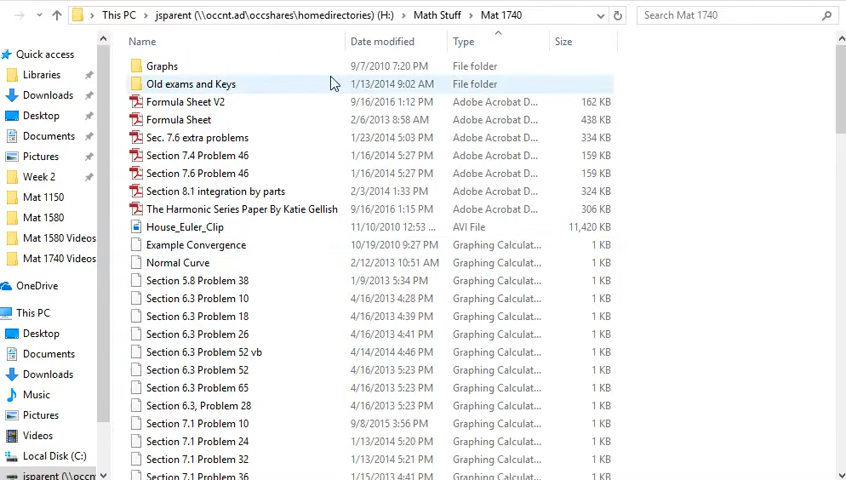 This PC > jsparent (\\occnt.ad\occshares\homedirectories) (H:) > Math Stuff > Mat 1740
Search Mat 1740
Name Date modified Type Size
Quick access
Libraries
Downloads
Desktop
Documents
Pictures
Week 2
Mat 1150
Mat 1580
Mat 1580 Videos
Mat 1740 Videos
OneDrive
This PC
Desktop
Documents
Downloads
Music
Pictures
Videos
Local Disk (C:)
jsparent (\\occnt
Graphs 9/7/2010 7:20 PM File folder
Old exams and Keys 1/13/2014 9:02 AM File folder
Formula Sheet V2 9/16/2016 1:12 PM Adobe Acrobat D... 162 KB
Formula Sheet 2/6/2013 8:58 AM Adobe Acrobat D... 438 KB
Sec. 7.6 extra problems 1/23/2014 5:03 PM Adobe Acrobat D... 334 KB
Section 7.4 Problem 46 1/16/2014 5:27 PM Adobe Acrobat D... 159 KB
Section 7.6 Problem 46 1/16/2014 5:27 PM Adobe Acrobat D... 159 KB
Section 8.1 integration by parts 2/3/2014 1:33 PM Adobe Acrobat D... 324 KB
The Harmonic Series Paper By Katie Gellish 9/16/2016 1:15 PM Adobe Acrobat D... 306 KB
House_Euler_Clip 11/10/2010 12:53 ... AVI File 11,420 KB
Example Convergence 10/19/2010 9:27 PM Graphing Calculat... 1 KB
Normal Curve 2/12/2013 10:51 AM Graphing Calculat... 1 KB
Section 5.8 Problem 38 1/9/2013 5:34 PM Graphing Calculat... 1 KB
Section 6.3 Problem 10 4/16/2013 4:28 PM Graphing Calculat... 1 KB
Section 6.3 Problem 18 4/16/2013 4:39 PM Graphing Calculat... 1 KB
Section 6.3 Problem 26 4/16/2013 4:41 PM Graphing Calculat... 1 KB
Section 6.3 Problem 52 vb 4/14/2014 4:46 PM Graphing Calculat... 1 KB
Section 6.3 Problem 52 4/16/2013 5:23 PM Graphing Calculat... 1 KB
Section 6.3 Problem 65 4/16/2013 5:23 PM Graphing Calculat... 1 KB
Section 6.3, Problem 28 4/16/2013 5:23 PM Graphing Calculat... 1 KB
Section 7.1 Problem 10 9/8/2015 3:56 PM Graphing Calculat... 1 KB
Section 7.1 Problem 24 1/13/2014 5:20 PM Graphing Calculat... 1 KB
Section 7.1 Problem 32 1/13/2014 5:21 PM Graphing Calculat... 1 KB
Section 7.1 Problem 36 1/15/2013 4:41 PM Graphing Calculat... 1 KB